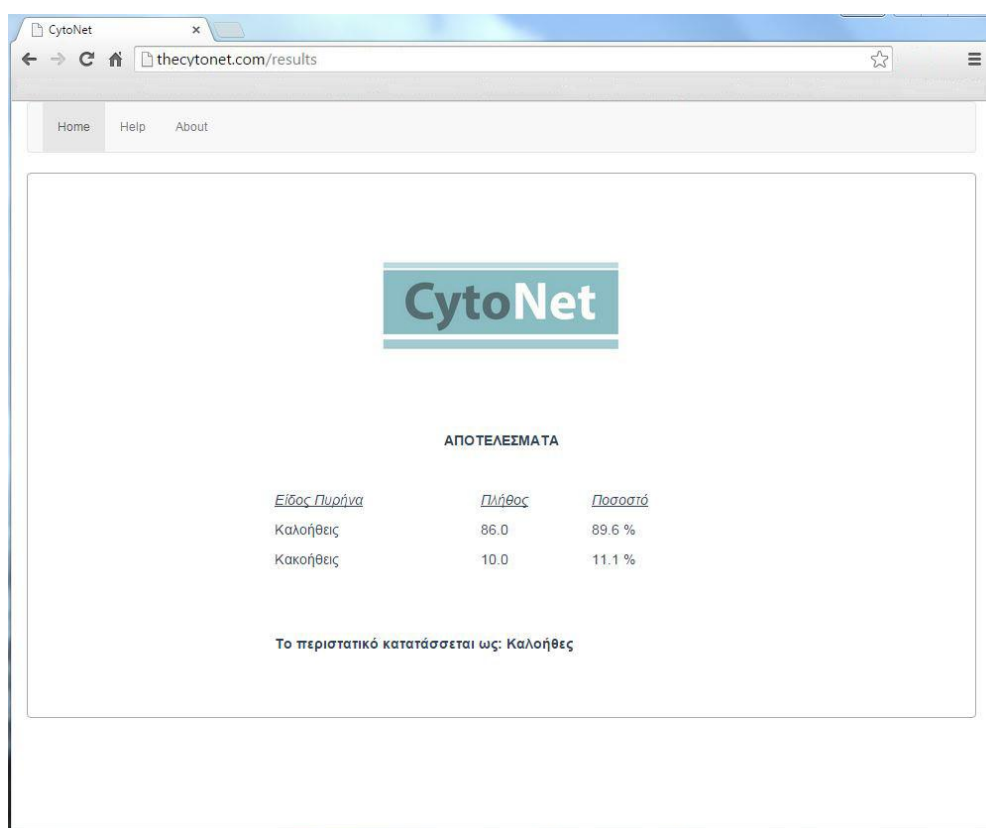 CytoNet
thecytonet.com/results
Home Help About
CytoNet
ΑΠΟΤΕΛΕΣΜΑΤΑ
Είδος Πυρήνα Πλήθος Ποσοστό
Καλοήθεις 86.0 89.6 %
Κακοήθεις 10.0 11.1 %
Το περιστατικό κατατάσσεται ως: Καλοήθες